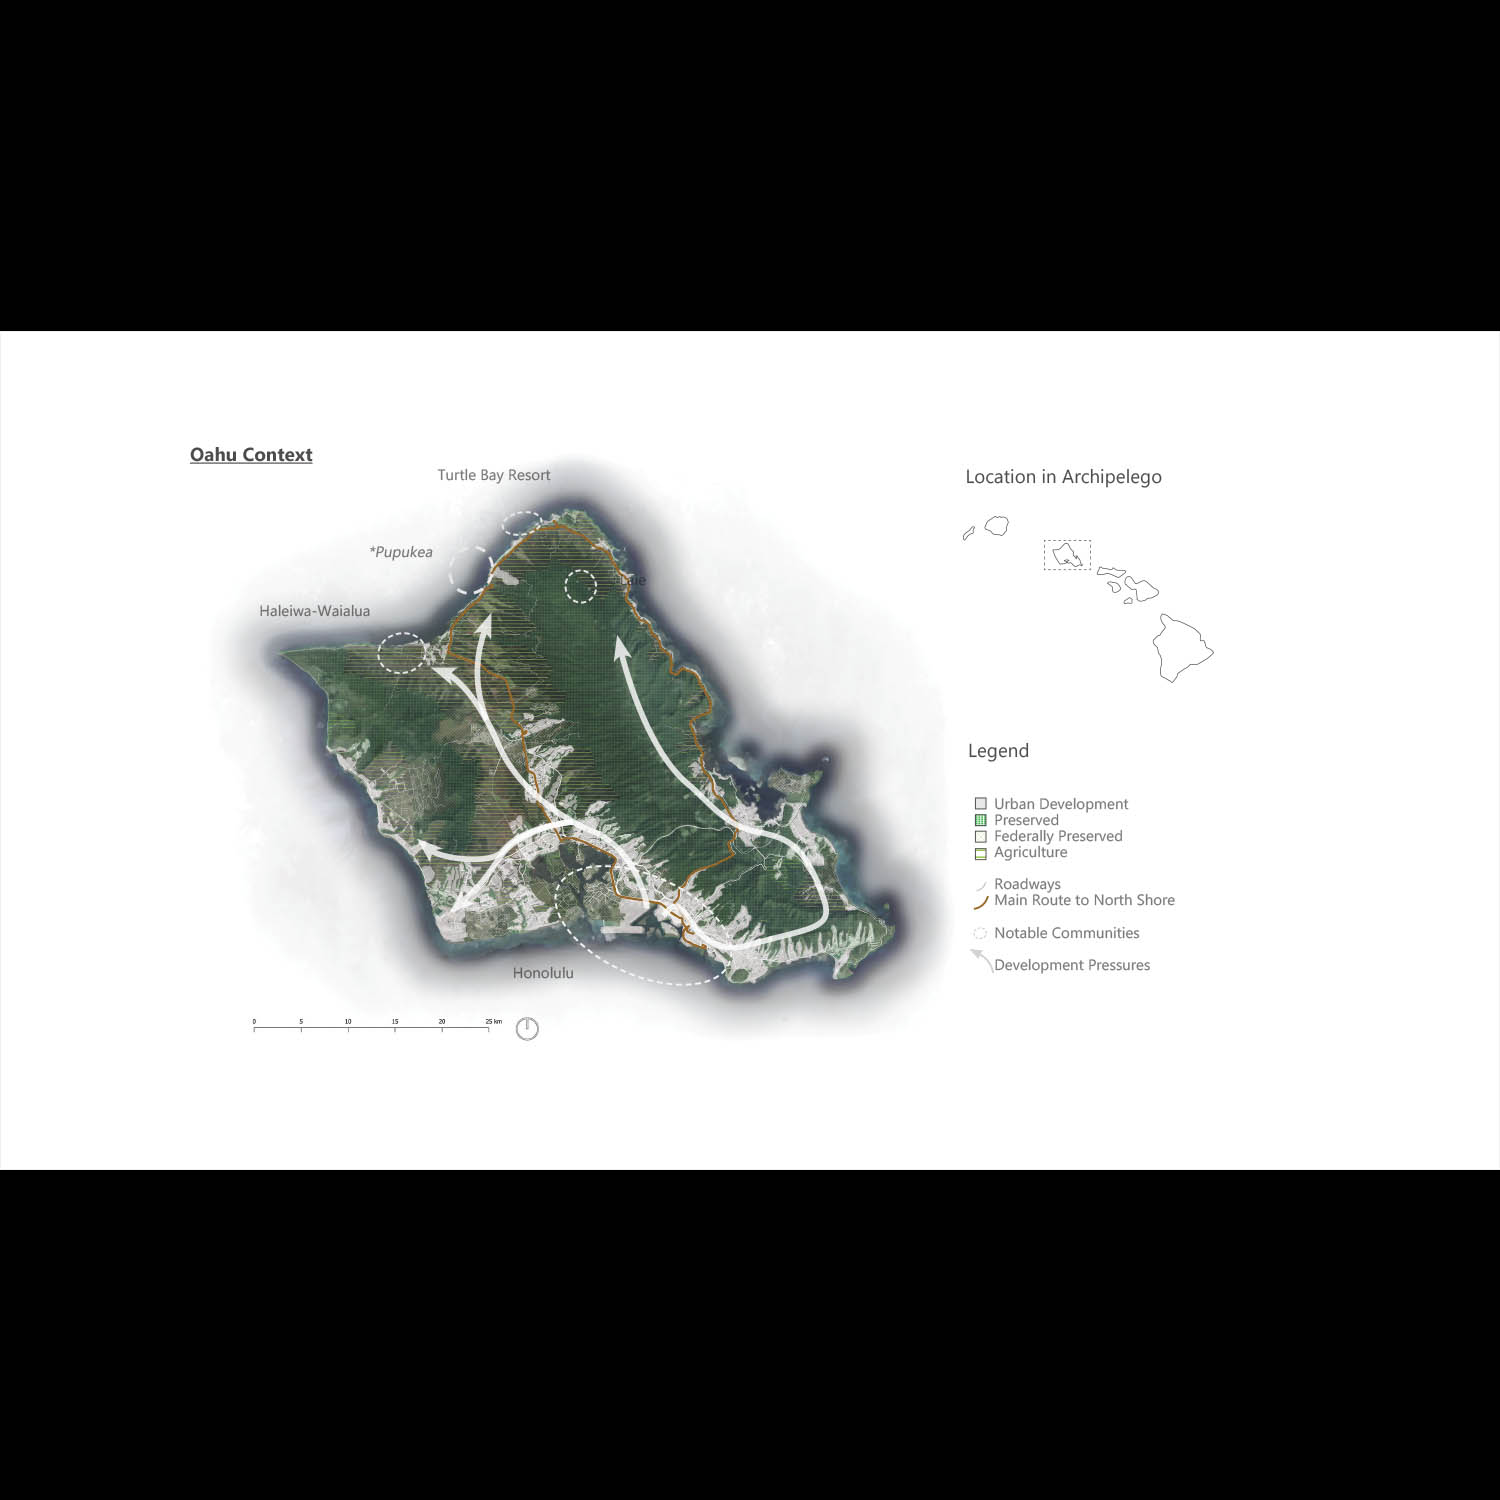 Oahu Context
Turtle Bay Resort
*Pupukea
Haleiwa-Waialua
Honolulu
0 5 10 15 20 25 km
Location in Archipelego
Legend
Urban Development
Preserved
Federally Preserved
Agriculture
Roadways
Main Route to North Shore
Notable Communities
Development Pressures